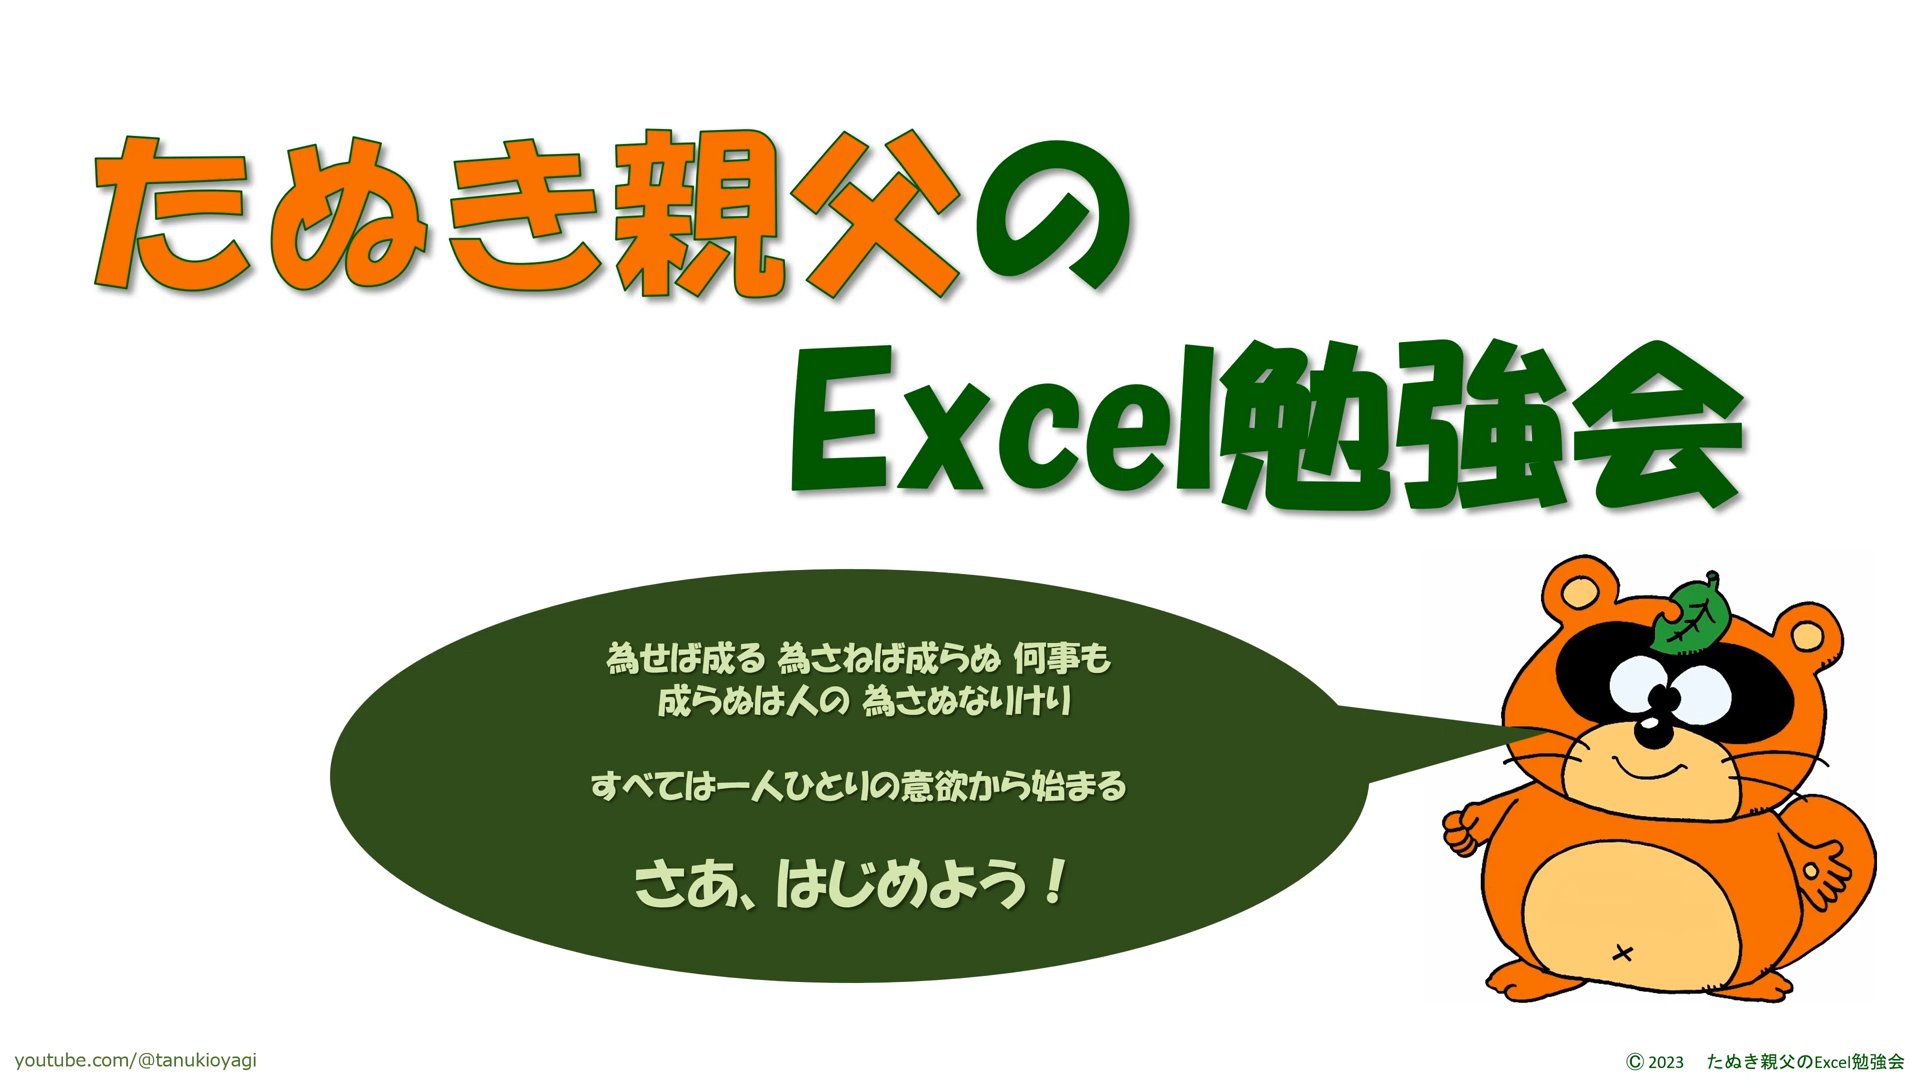 たぬき親父の
Excel勉強会
為せば成る 為さねば成らぬ 何事も
成らぬは人の 為さぬなりけり
すべては一人ひとりの意欲から始まる
さあ、はじめよう！
youtube.com/@tanukioyagi
Ⓒ 2023 たぬき親父のExcel勉強会